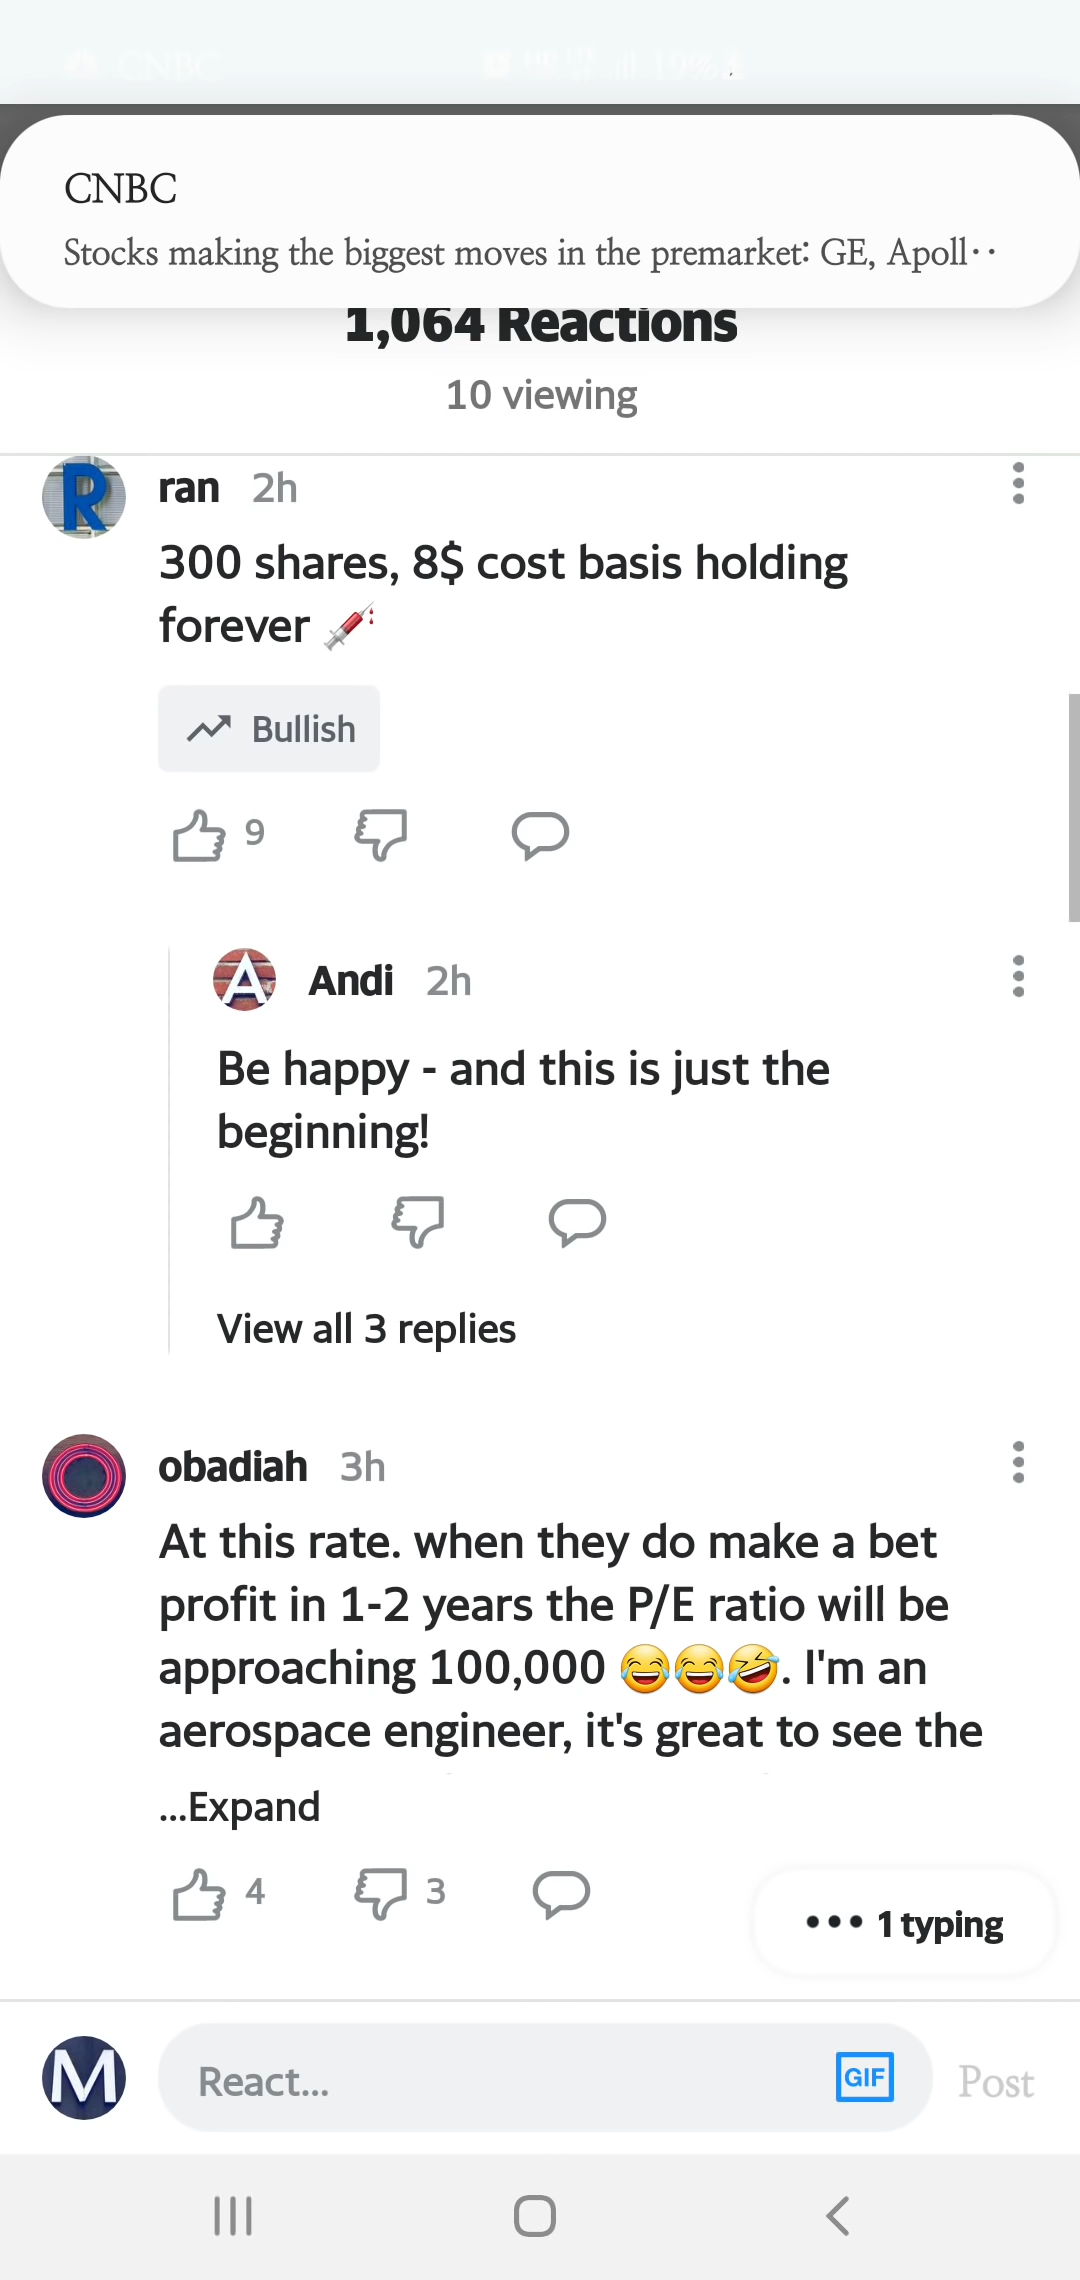 CNBC 19%
CNBC
Stocks making the biggest moves in the premarket: GE, Apoll··
1,064 Reactions
10 viewing
R
ran 2h
300 shares, 8$ cost basis holding
forever 💉
Bullish
9
A
Andi 2h
Be happy - and this is just the
beginning!
View all 3 replies
obadiah 3h
At this rate. when they do make a bet
profit in 1-2 years the P/E ratio will be
approaching 100,000 😂😂🤣. I'm an
aerospace engineer, it's great to see the
...Expand
4 3
1 typing
M
React...
GIF
Post